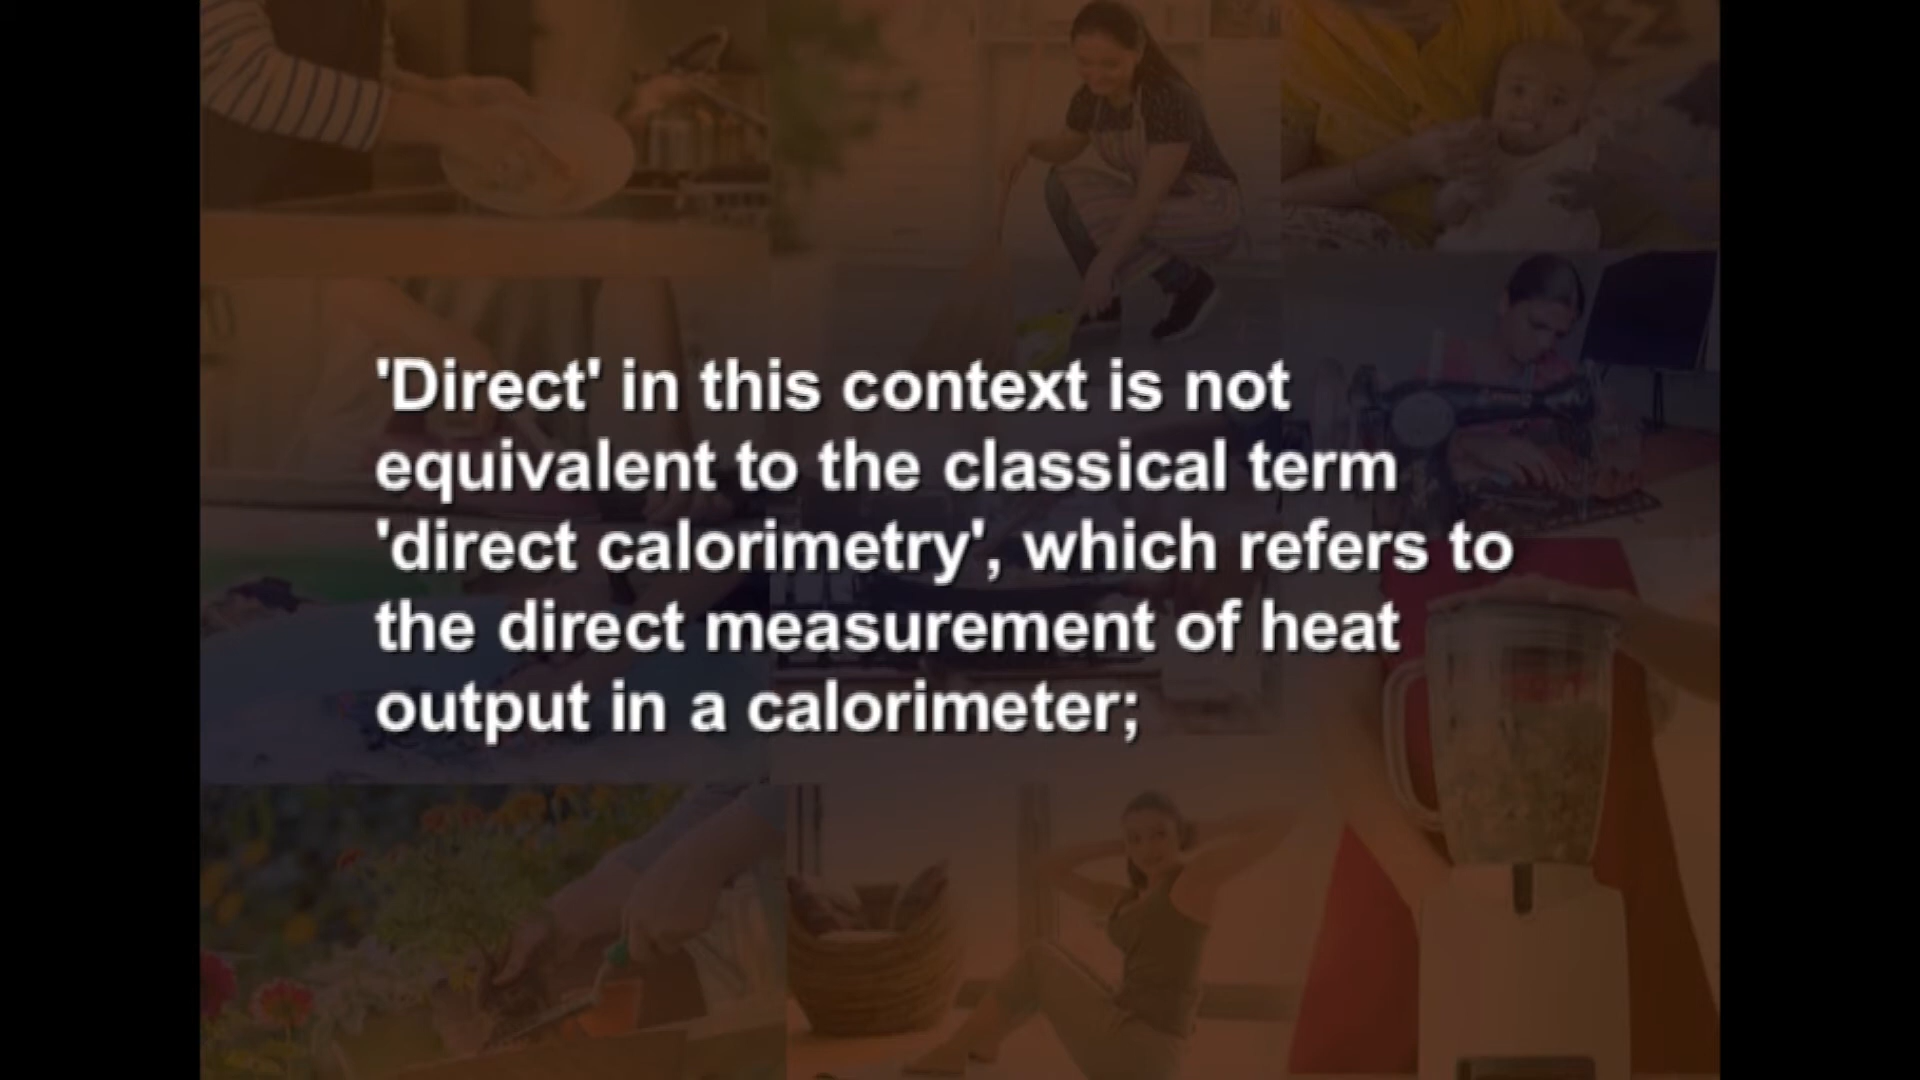 'Direct' in this context is not
equivalent to the classical term
'direct calorimetry', which refers to
the direct measurement of heat
output in a calorimeter;